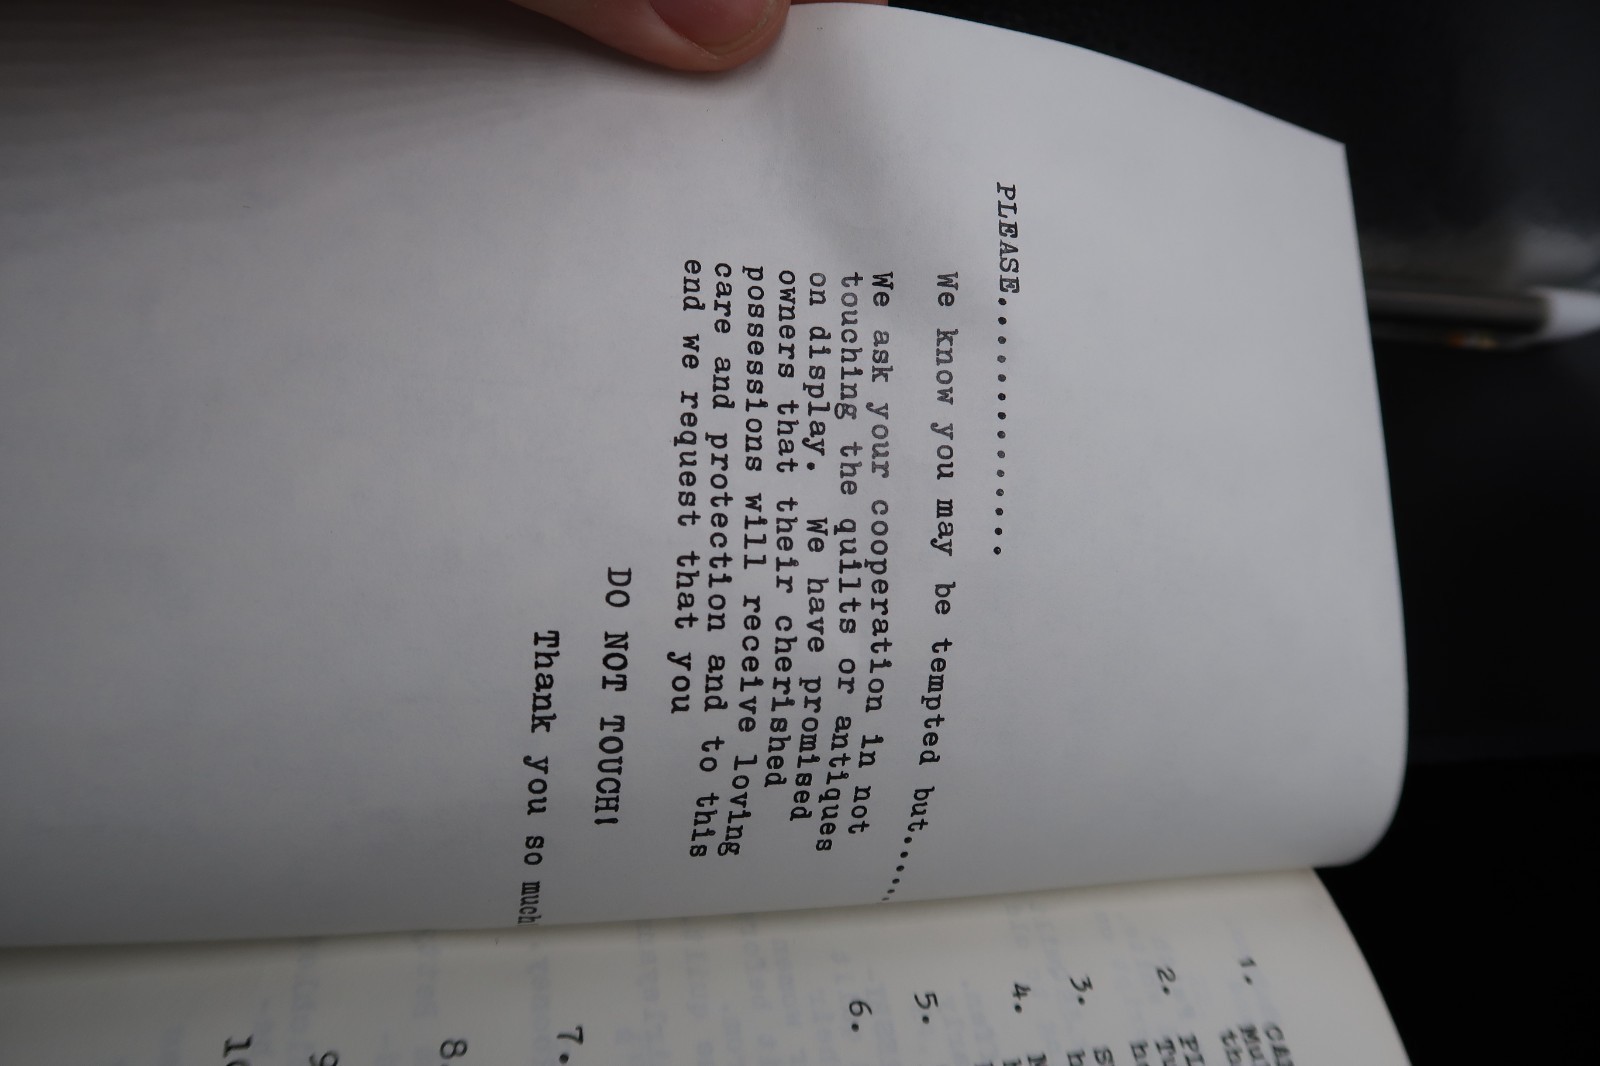 PLEASE.............
We know you may be tempted but......
We ask your cooperation in not
touching the quilts or antiques
on display. We have promised
owners that their cherished
possessions will receive loving
care and protection and to this
end we request that you
DO NOT TOUCH!
Thank you so much
1.
2.
3.
4.
5.
6.
7.
8.
9